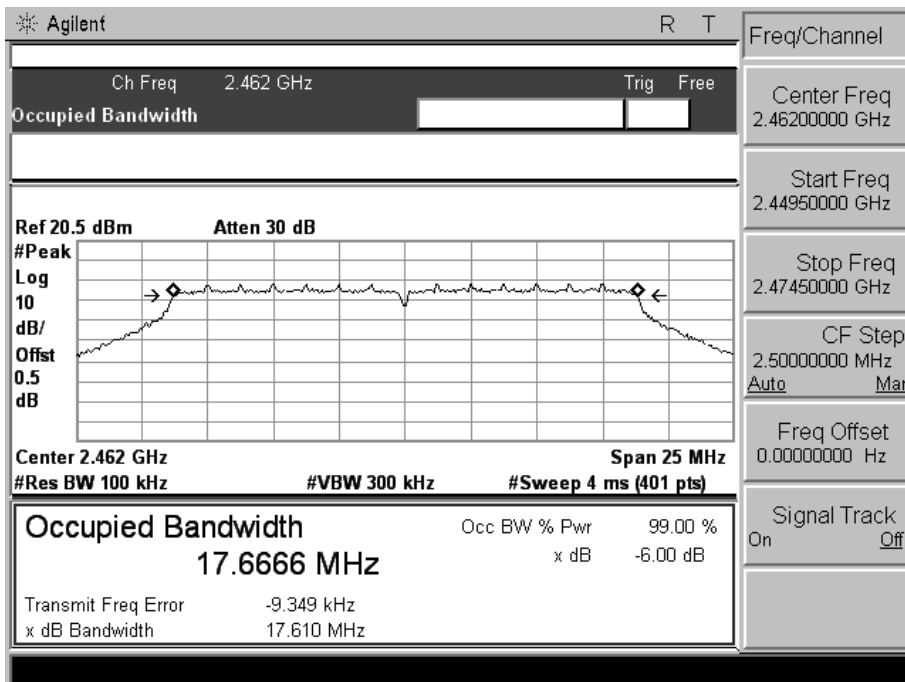 Agilent R T
Ch Freq 2.462 GHz Trig Free
Occupied Bandwidth
Ref 20.5 dBm Atten 30 dB
#Peak
Log
10
dB/
Offst
0.5
dB
Center 2.462 GHz Span 25 MHz
#Res BW 100 kHz #VBW 300 kHz #Sweep 4 ms (401 pts)
Occupied Bandwidth Occ BW % Pwr 99.00 %
17.6666 MHz x dB -6.00 dB
Transmit Freq Error -9.349 kHz
x dB Bandwidth 17.610 MHz
Freq/Channel
Center Freq
2.46200000 GHz
Start Freq
2.44950000 GHz
Stop Freq
2.47450000 GHz
CF Step
2.50000000 MHz
Auto Man
Freq Offset
0.00000000 Hz
Signal Track
On Off